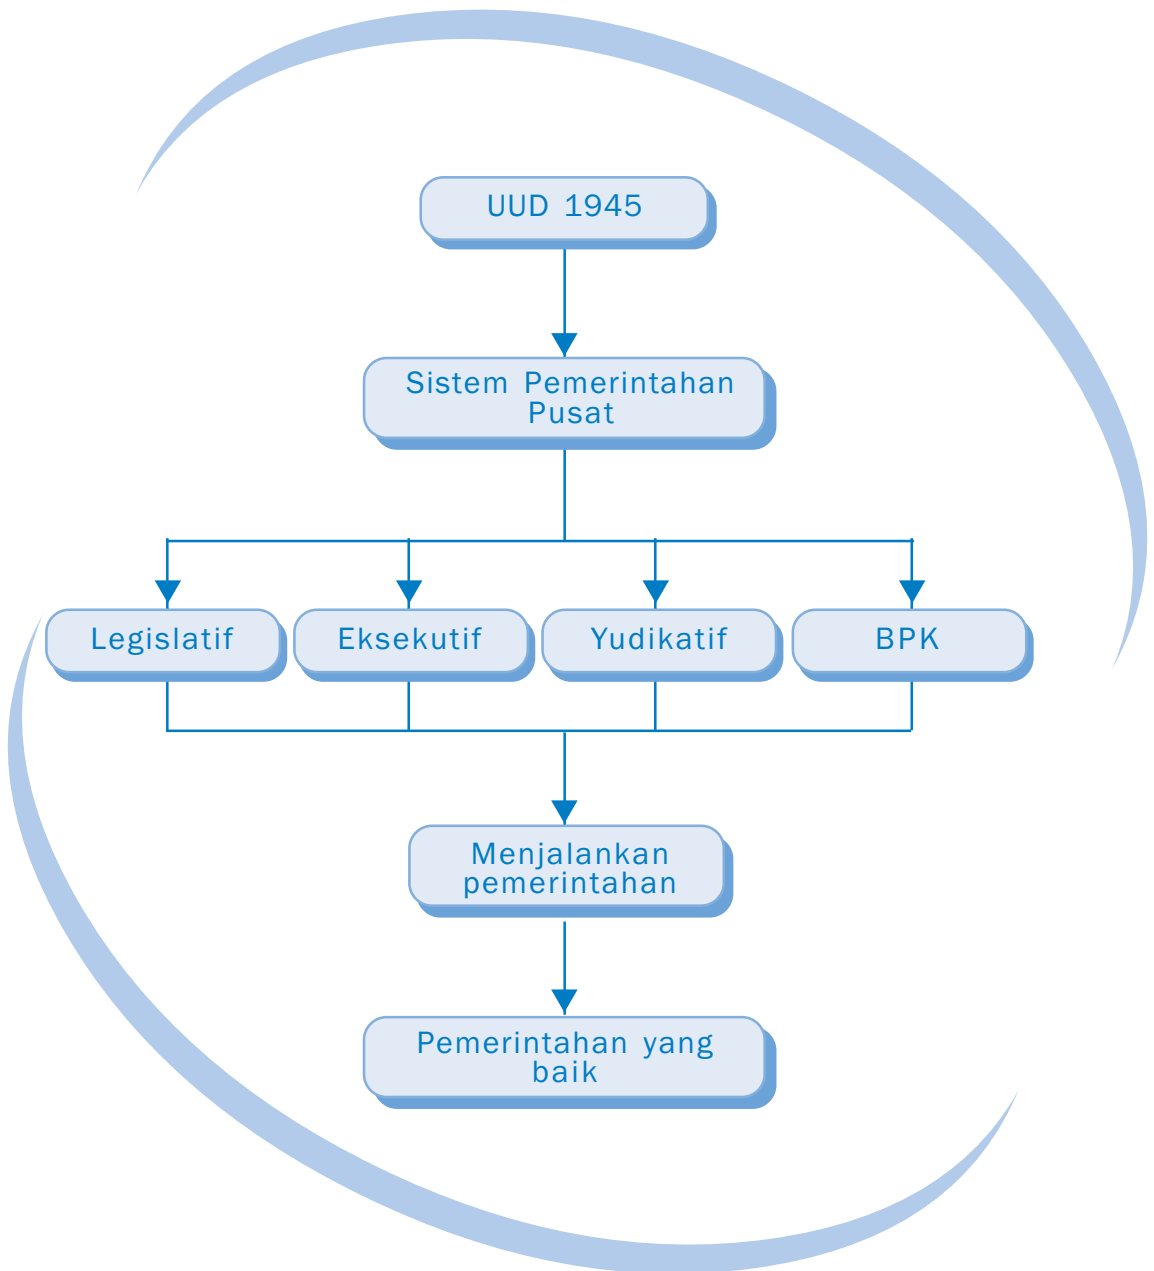 UUD 1945
Sistem Pemerintahan
Pusat
Legislatif
Eksekutif
Yudikatif
BPK
Menjalankan
pemerintahan
Pemerintahan yang
baik